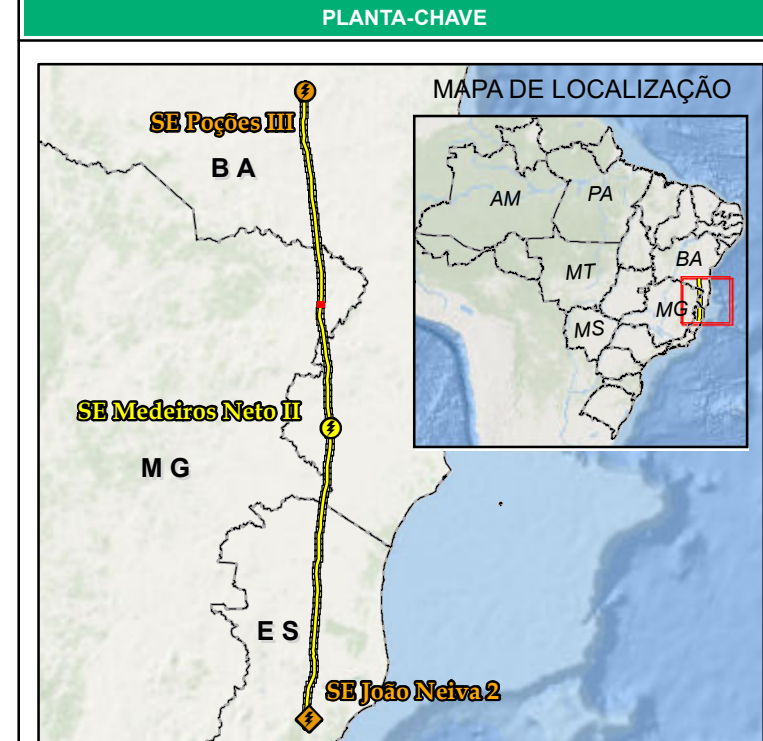 PLANTA-CHAVE
MAPA DE LOCALIZAÇÃO
SE Poções III
B A
AM
PA
BA
MT
MG
MS
SE Medeiros Neto II
M G
E S
SE João Neiva 2